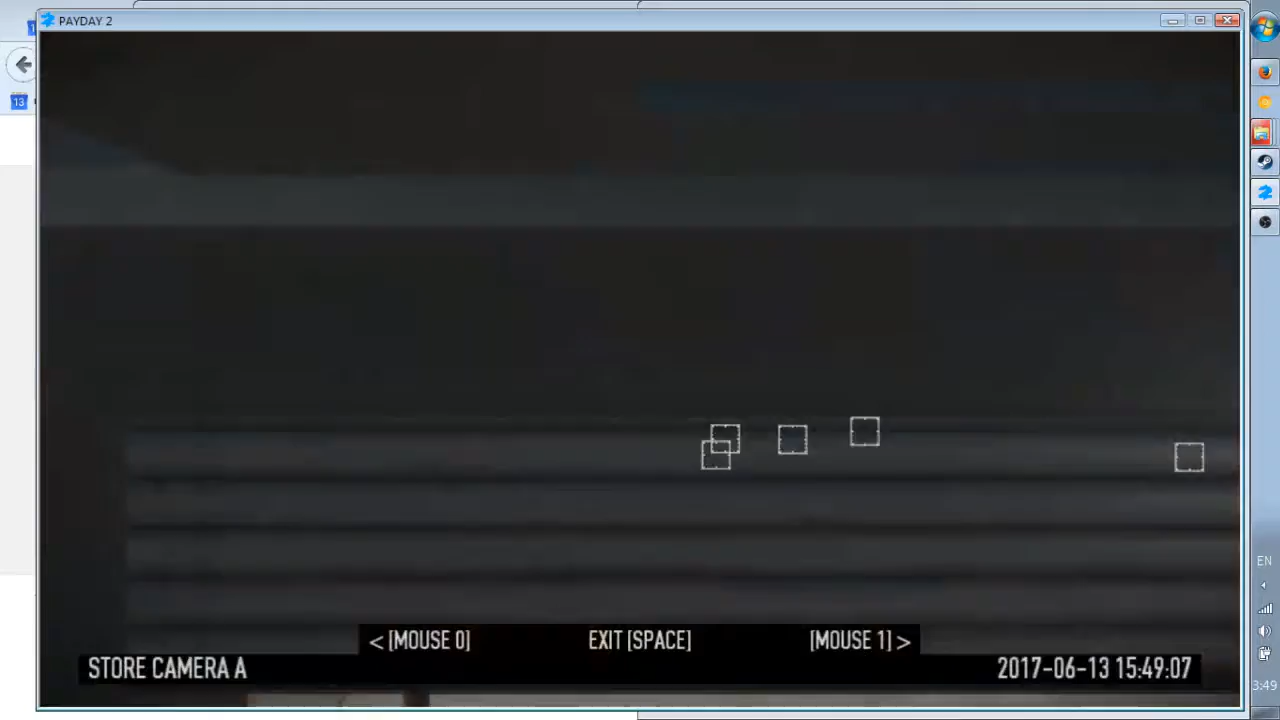 PAYDAY 2
13
< [MOUSE 0]
EXIT [SPACE]
[MOUSE 1] >
STORE CAMERA A
2017-06-13 15:49:07
EN
3:49